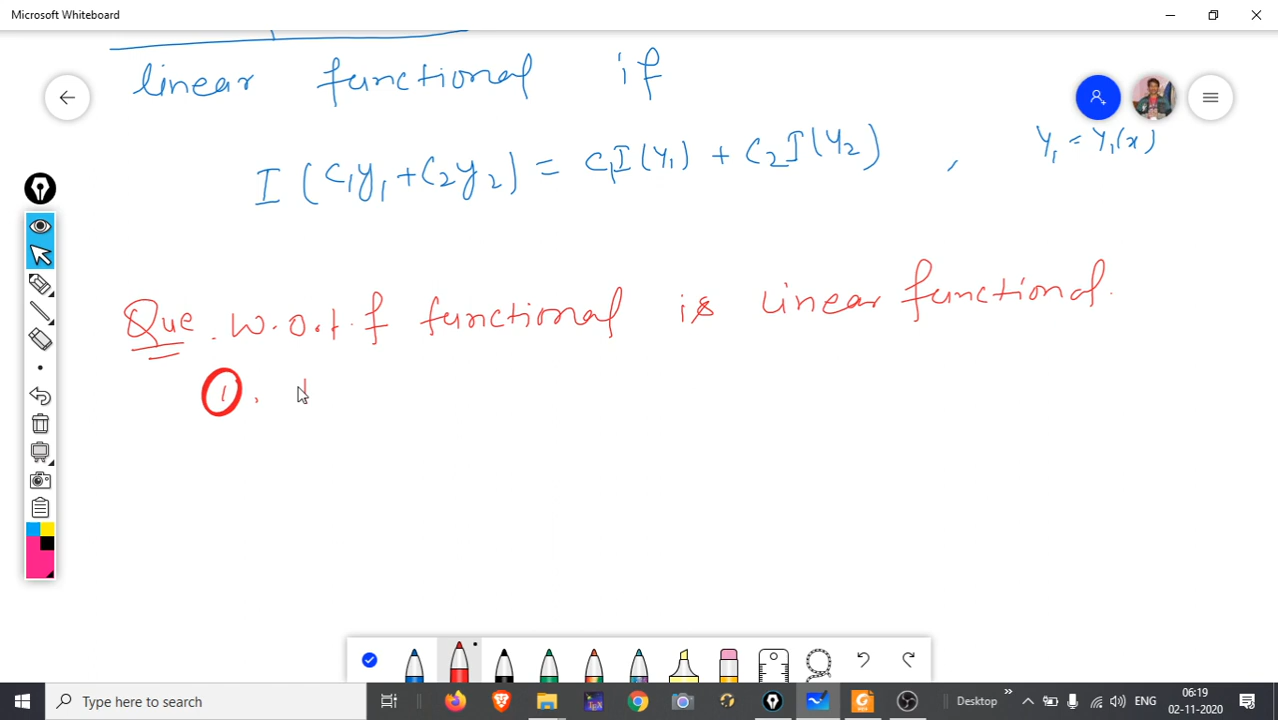 Microsoft Whiteboard
linear functional if
I (C₁y₁ + C₂y₂) = C₁I(y₁) + C₂I(y₂) , y₁ = y₁(x)
Que. w.o.t.f functional is linear functional.
①.
Type here to search
Desktop
ENG
06:19
02-11-2020